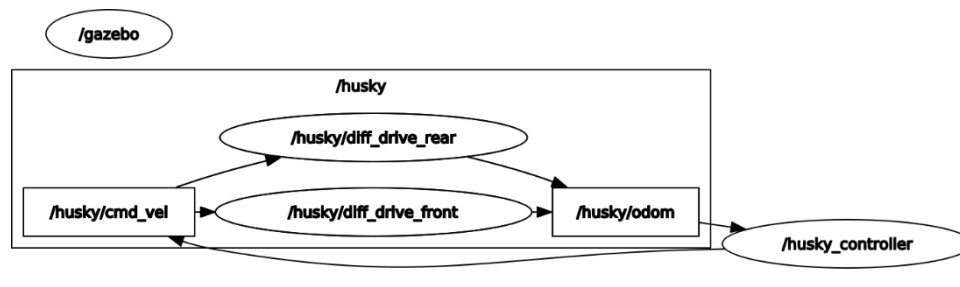 /gazebo
/husky
/husky/diff_drive_rear
/husky/cmd_vel
/husky/diff_drive_front
/husky/odom
/husky_controller